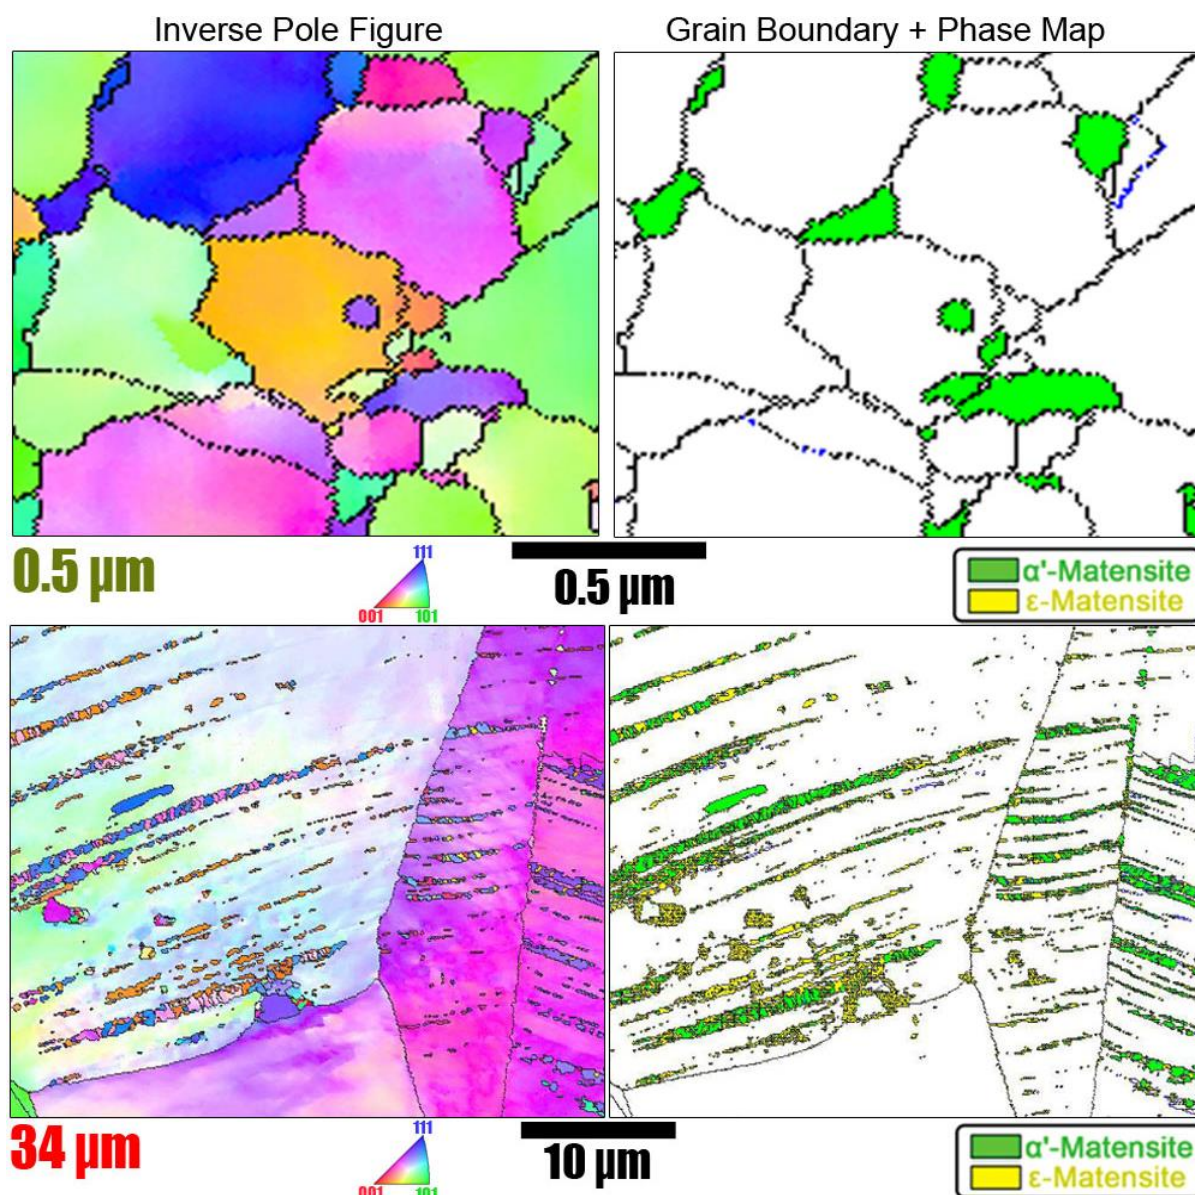 Inverse Pole Figure
Grain Boundary + Phase Map
0.5 µm
111
001
101
0.5 µm
α'-Matensite
ε-Matensite
34 µm
111
001
101
10 µm
α'-Matensite
ε-Matensite